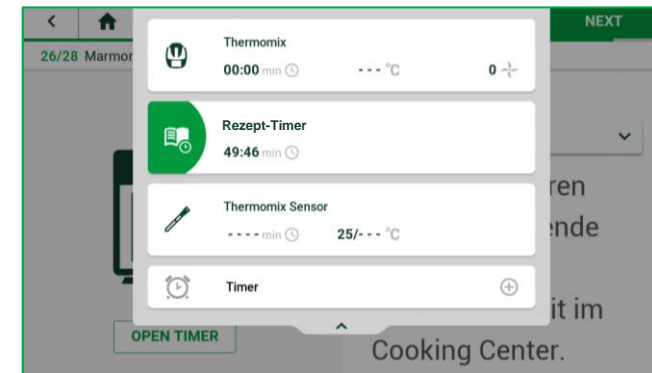 NEXT
26/28 Marmor
Thermomix
00:00 min --- °C 0
Rezept-Timer
49:46 min
Thermomix Sensor
---- min 25/--- °C
Timer
OPEN TIMER
ren
ende
it im
Cooking Center.